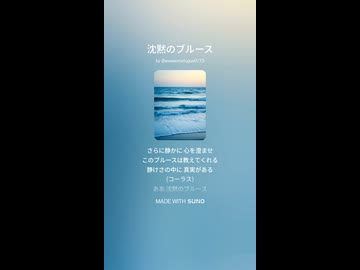 沈黙のブルース
さらに静かに 心を澄ませ
このブルースは教えてくれる
静けさの中に 真実がある
(コーラス)
ああ 沈黙のブルース
MADE WITH SUNO